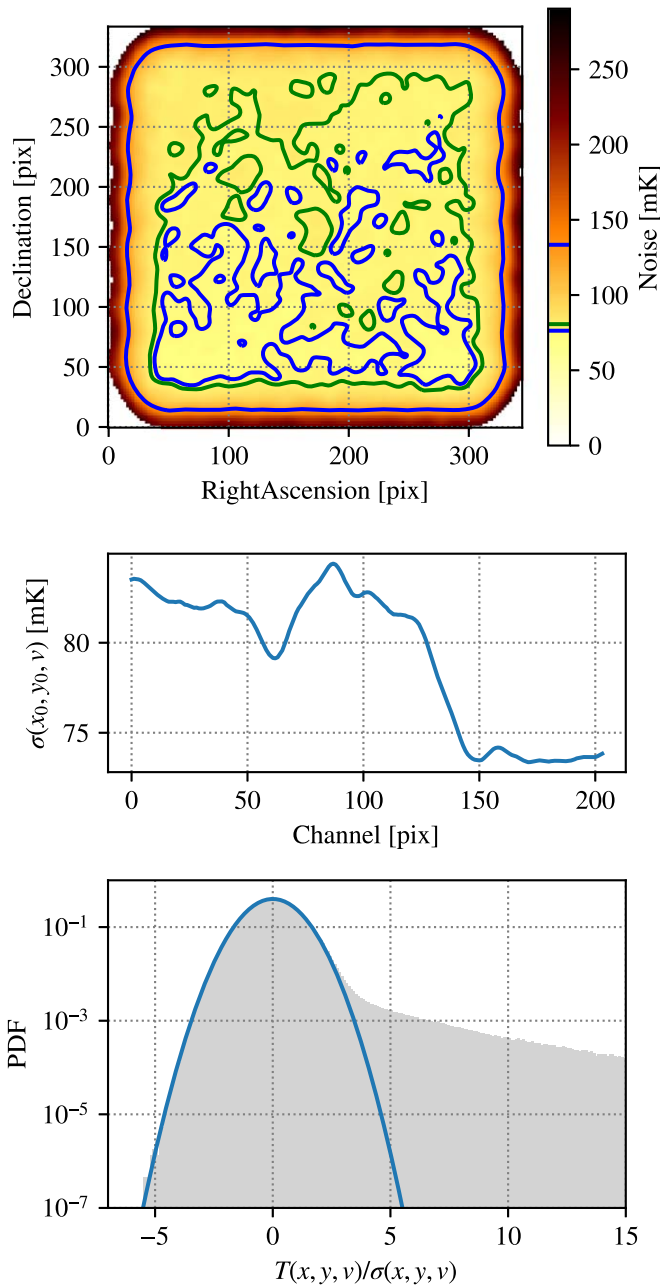 300
250
200
150
100
50
0
Declination [pix]
0 100 200 300
RightAscension [pix]
250
200
150
100
50
0
Noise [mK]
80
75
σ(x₀, y₀, v) [mK]
0 50 100 150 200
Channel [pix]
10⁻¹
10⁻³
10⁻⁵
10⁻⁷
PDF
−5 0 5 10 15
T(x, y, v)/σ(x, y, v)